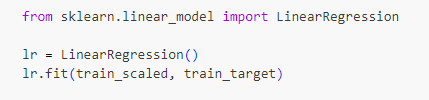 from sklearn.linear_model import LinearRegression
lr = LinearRegression()
lr.fit(train_scaled, train_target)